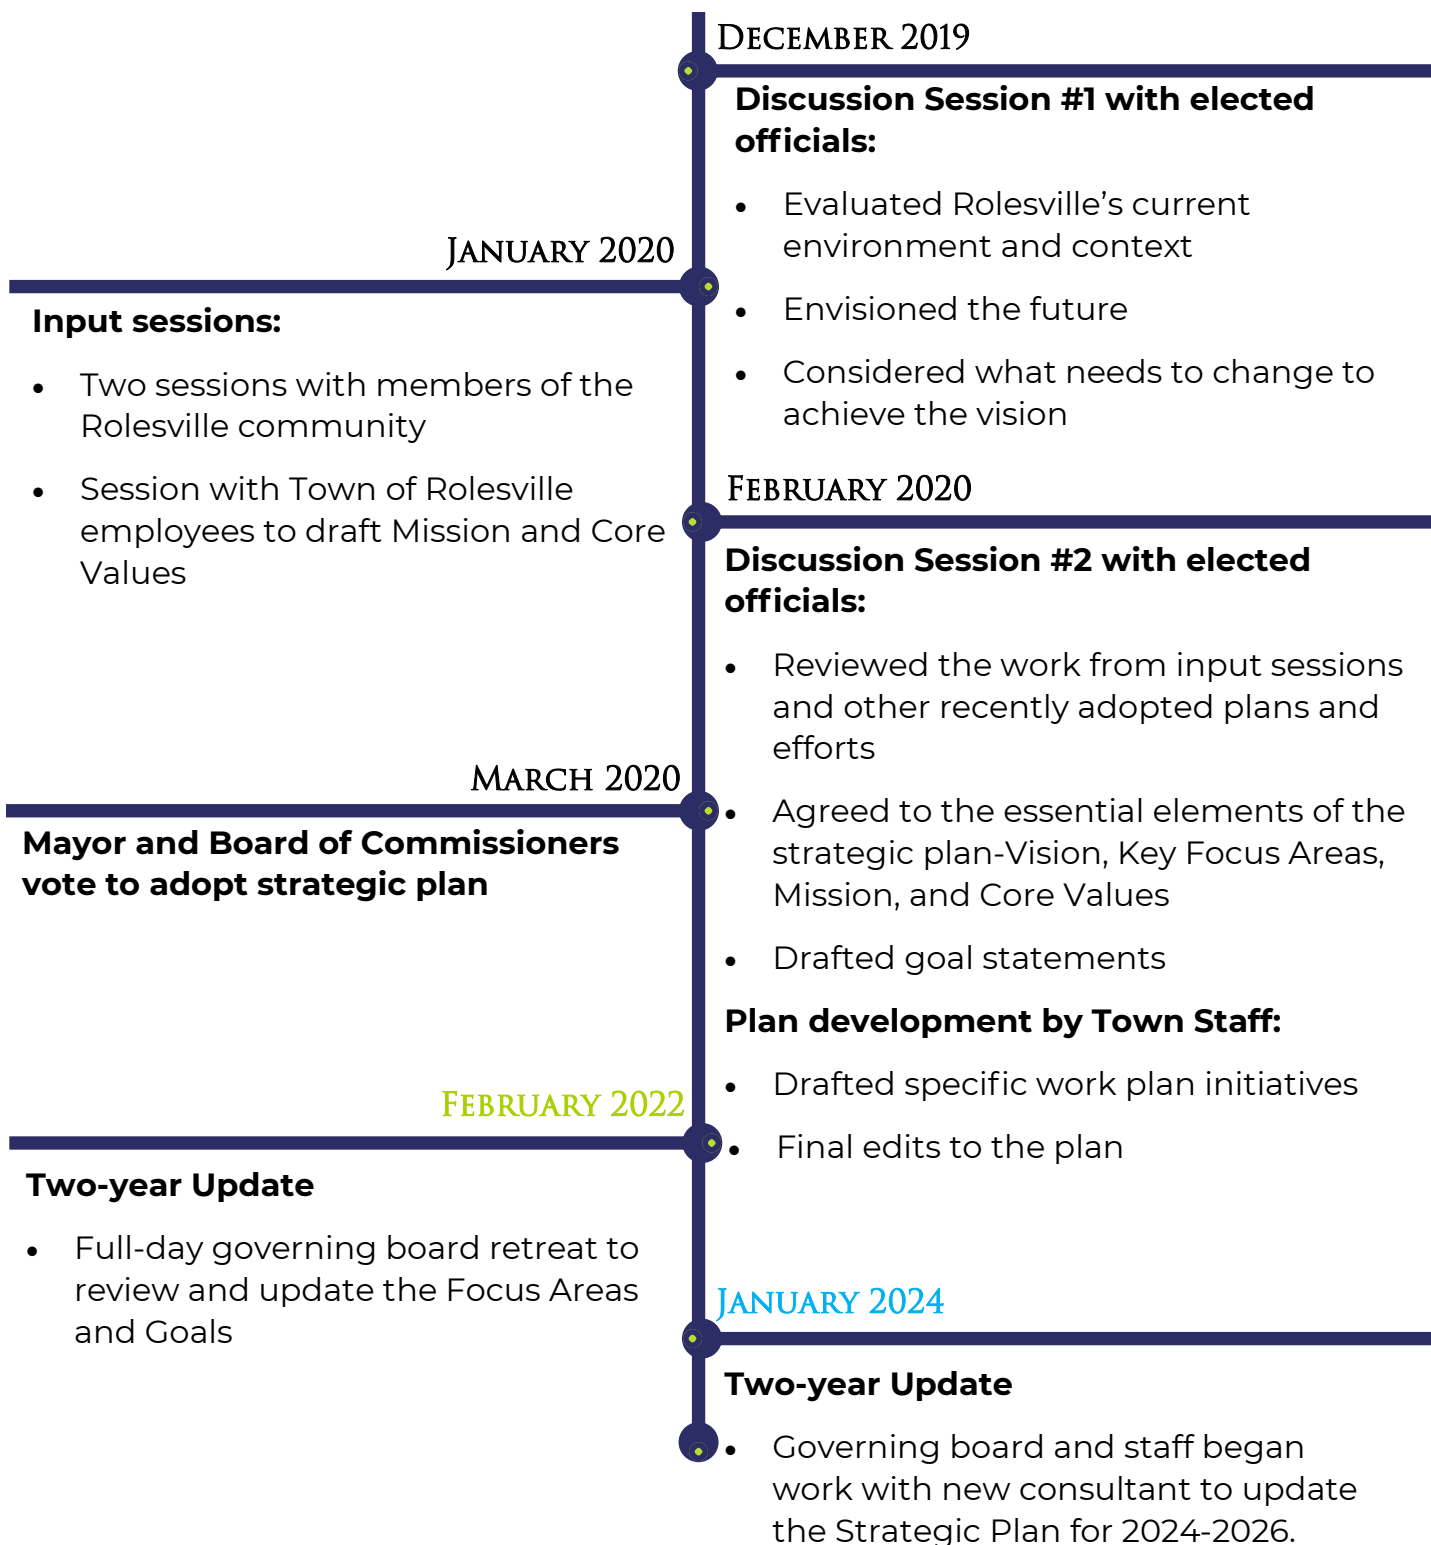 DECEMBER 2019
Discussion Session #1 with elected
officials:
• Evaluated Rolesville’s current
environment and context
• Envisioned the future
• Considered what needs to change to
achieve the vision
JANUARY 2020
Input sessions:
• Two sessions with members of the
Rolesville community
• Session with Town of Rolesville
employees to draft Mission and Core
Values
FEBRUARY 2020
Discussion Session #2 with elected
officials:
• Reviewed the work from input sessions
and other recently adopted plans and
efforts
• Agreed to the essential elements of the
strategic plan-Vision, Key Focus Areas,
Mission, and Core Values
• Drafted goal statements
Plan development by Town Staff:
• Drafted specific work plan initiatives
• Final edits to the plan
MARCH 2020
Mayor and Board of Commissioners
vote to adopt strategic plan
FEBRUARY 2022
Two-year Update
• Full-day governing board retreat to
review and update the Focus Areas
and Goals
JANUARY 2024
Two-year Update
• Governing board and staff began
work with new consultant to update
the Strategic Plan for 2024-2026.